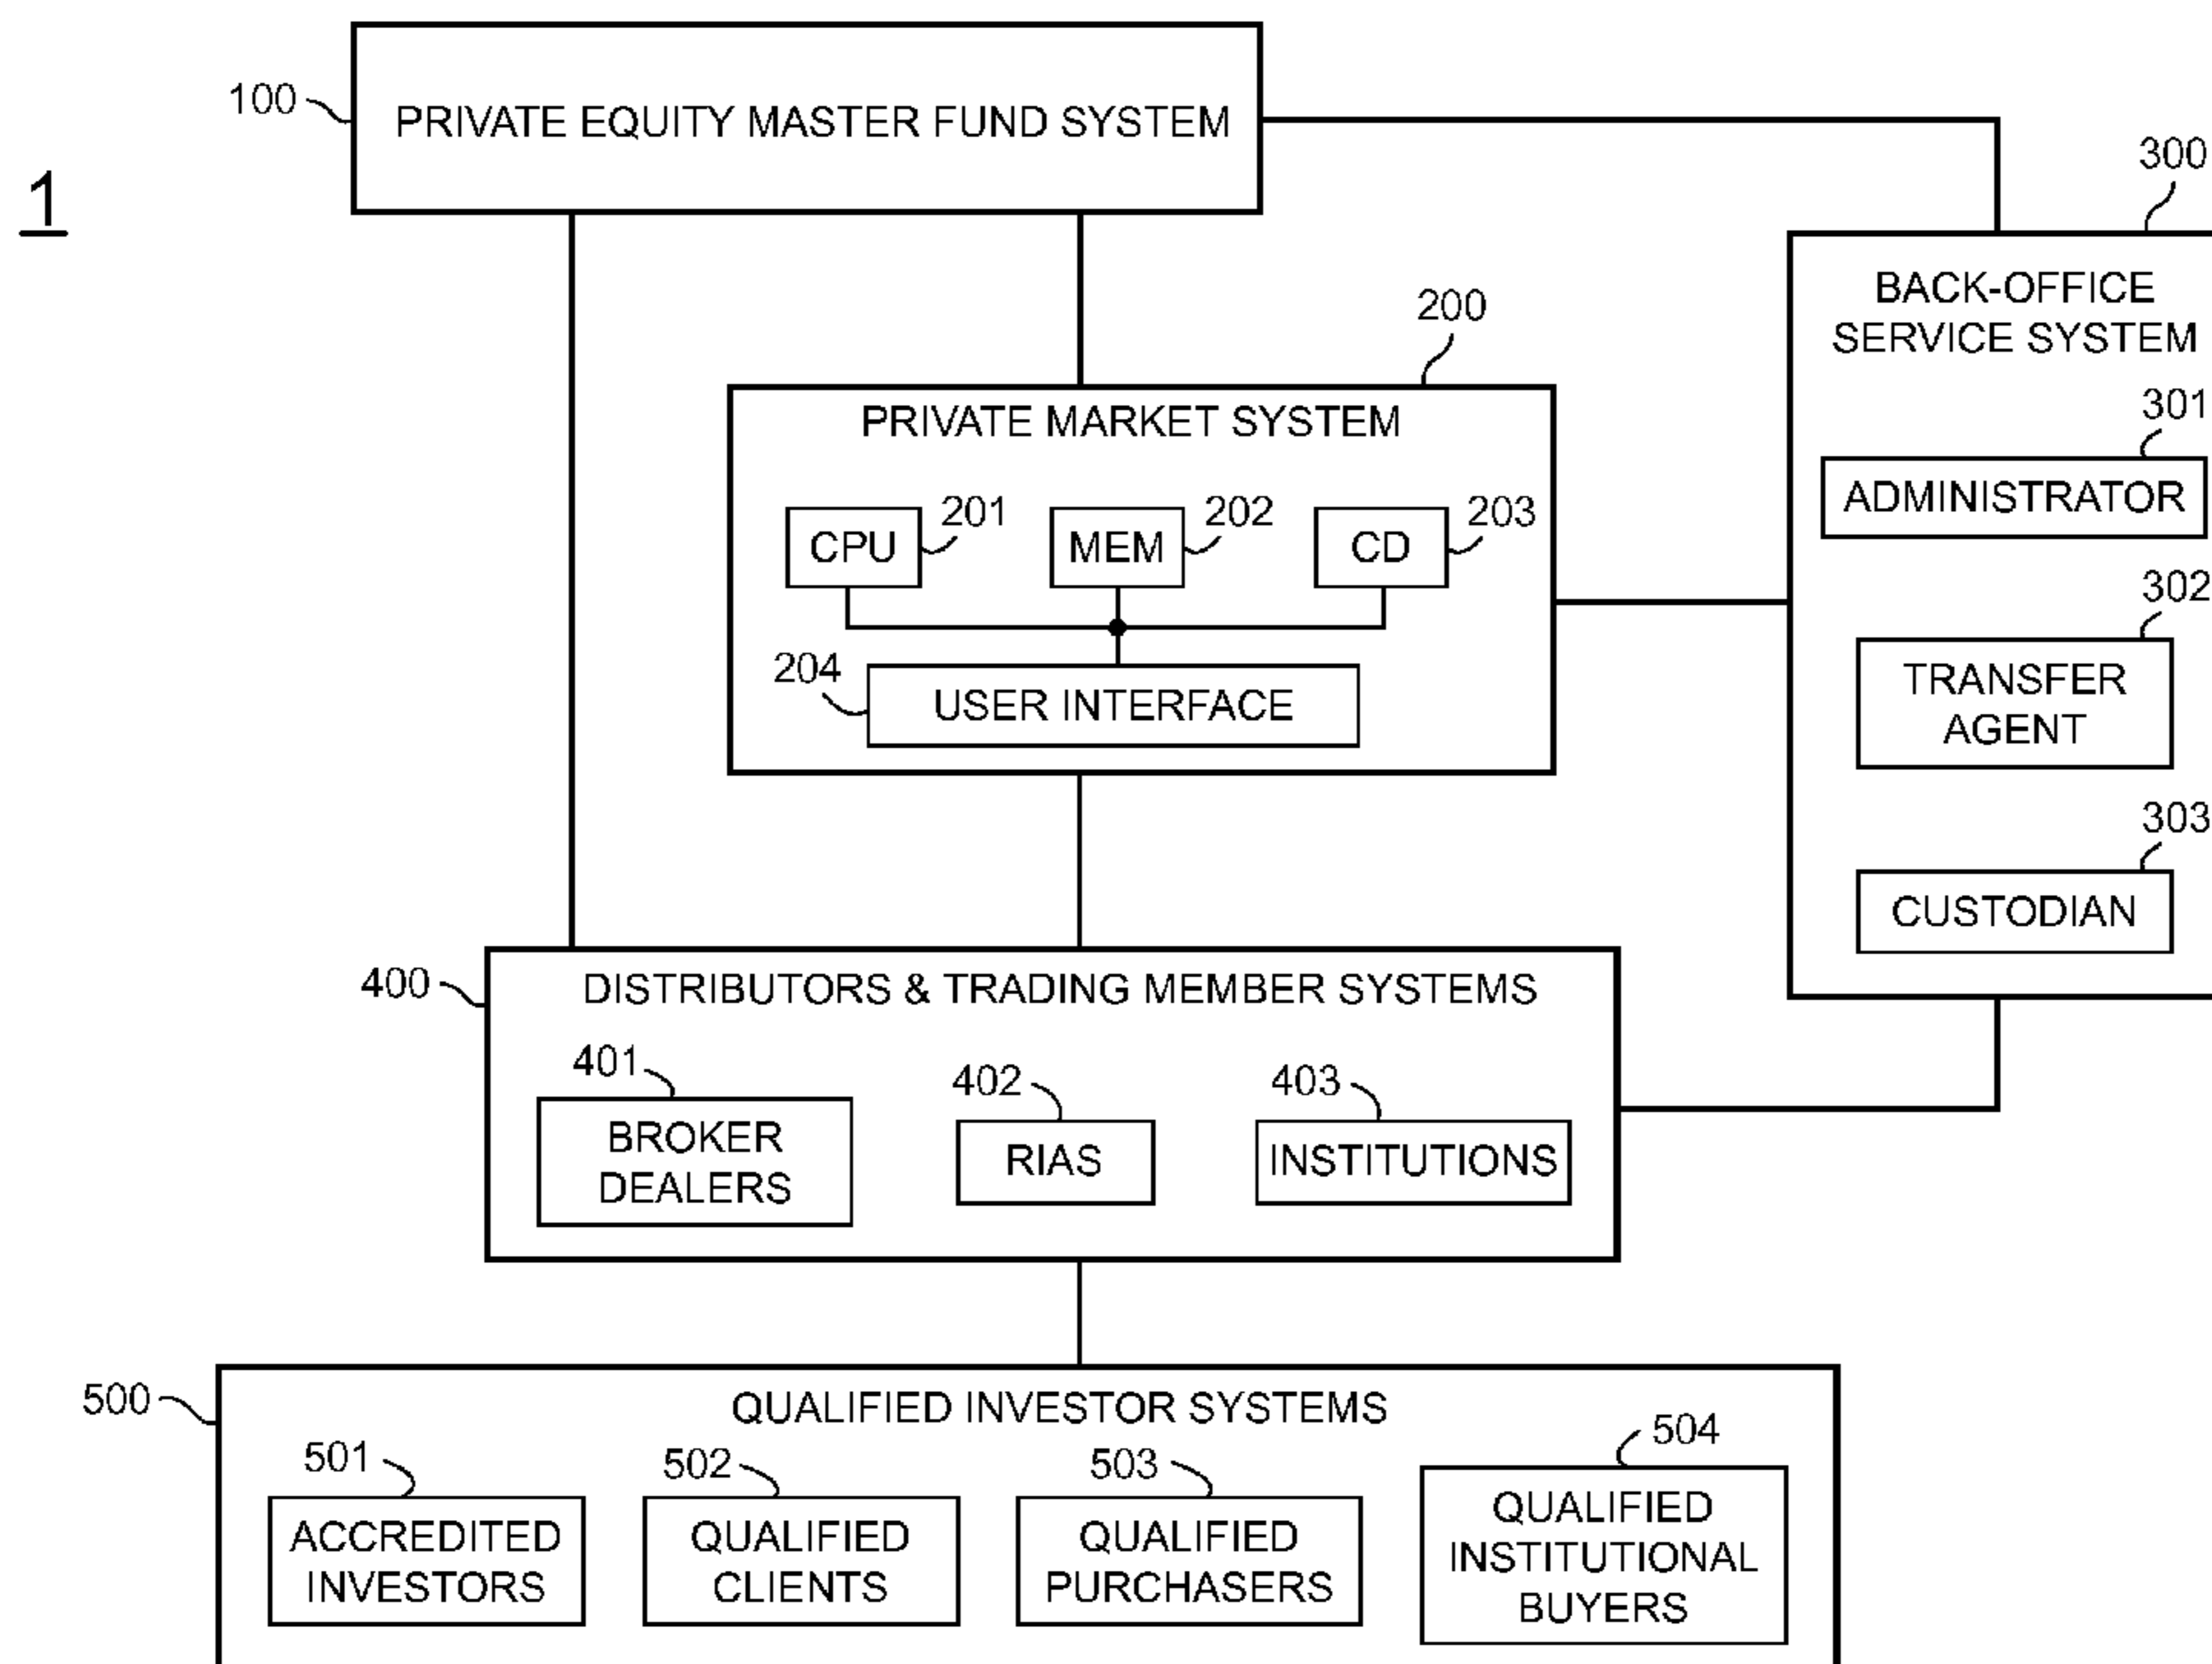 1
100
PRIVATE EQUITY MASTER FUND SYSTEM
300
BACK-OFFICE
SERVICE SYSTEM
301
ADMINISTRATOR
302
TRANSFER
AGENT
303
CUSTODIAN
200
PRIVATE MARKET SYSTEM
CPU
201
MEM
202
CD
203
204
USER INTERFACE
400
DISTRIBUTORS & TRADING MEMBER SYSTEMS
401
BROKER
DEALERS
402
RIAS
403
INSTITUTIONS
500
QUALIFIED INVESTOR SYSTEMS
501
ACCREDITED
INVESTORS
502
QUALIFIED
CLIENTS
503
QUALIFIED
PURCHASERS
504
QUALIFIED
INSTITUTIONAL
BUYERS